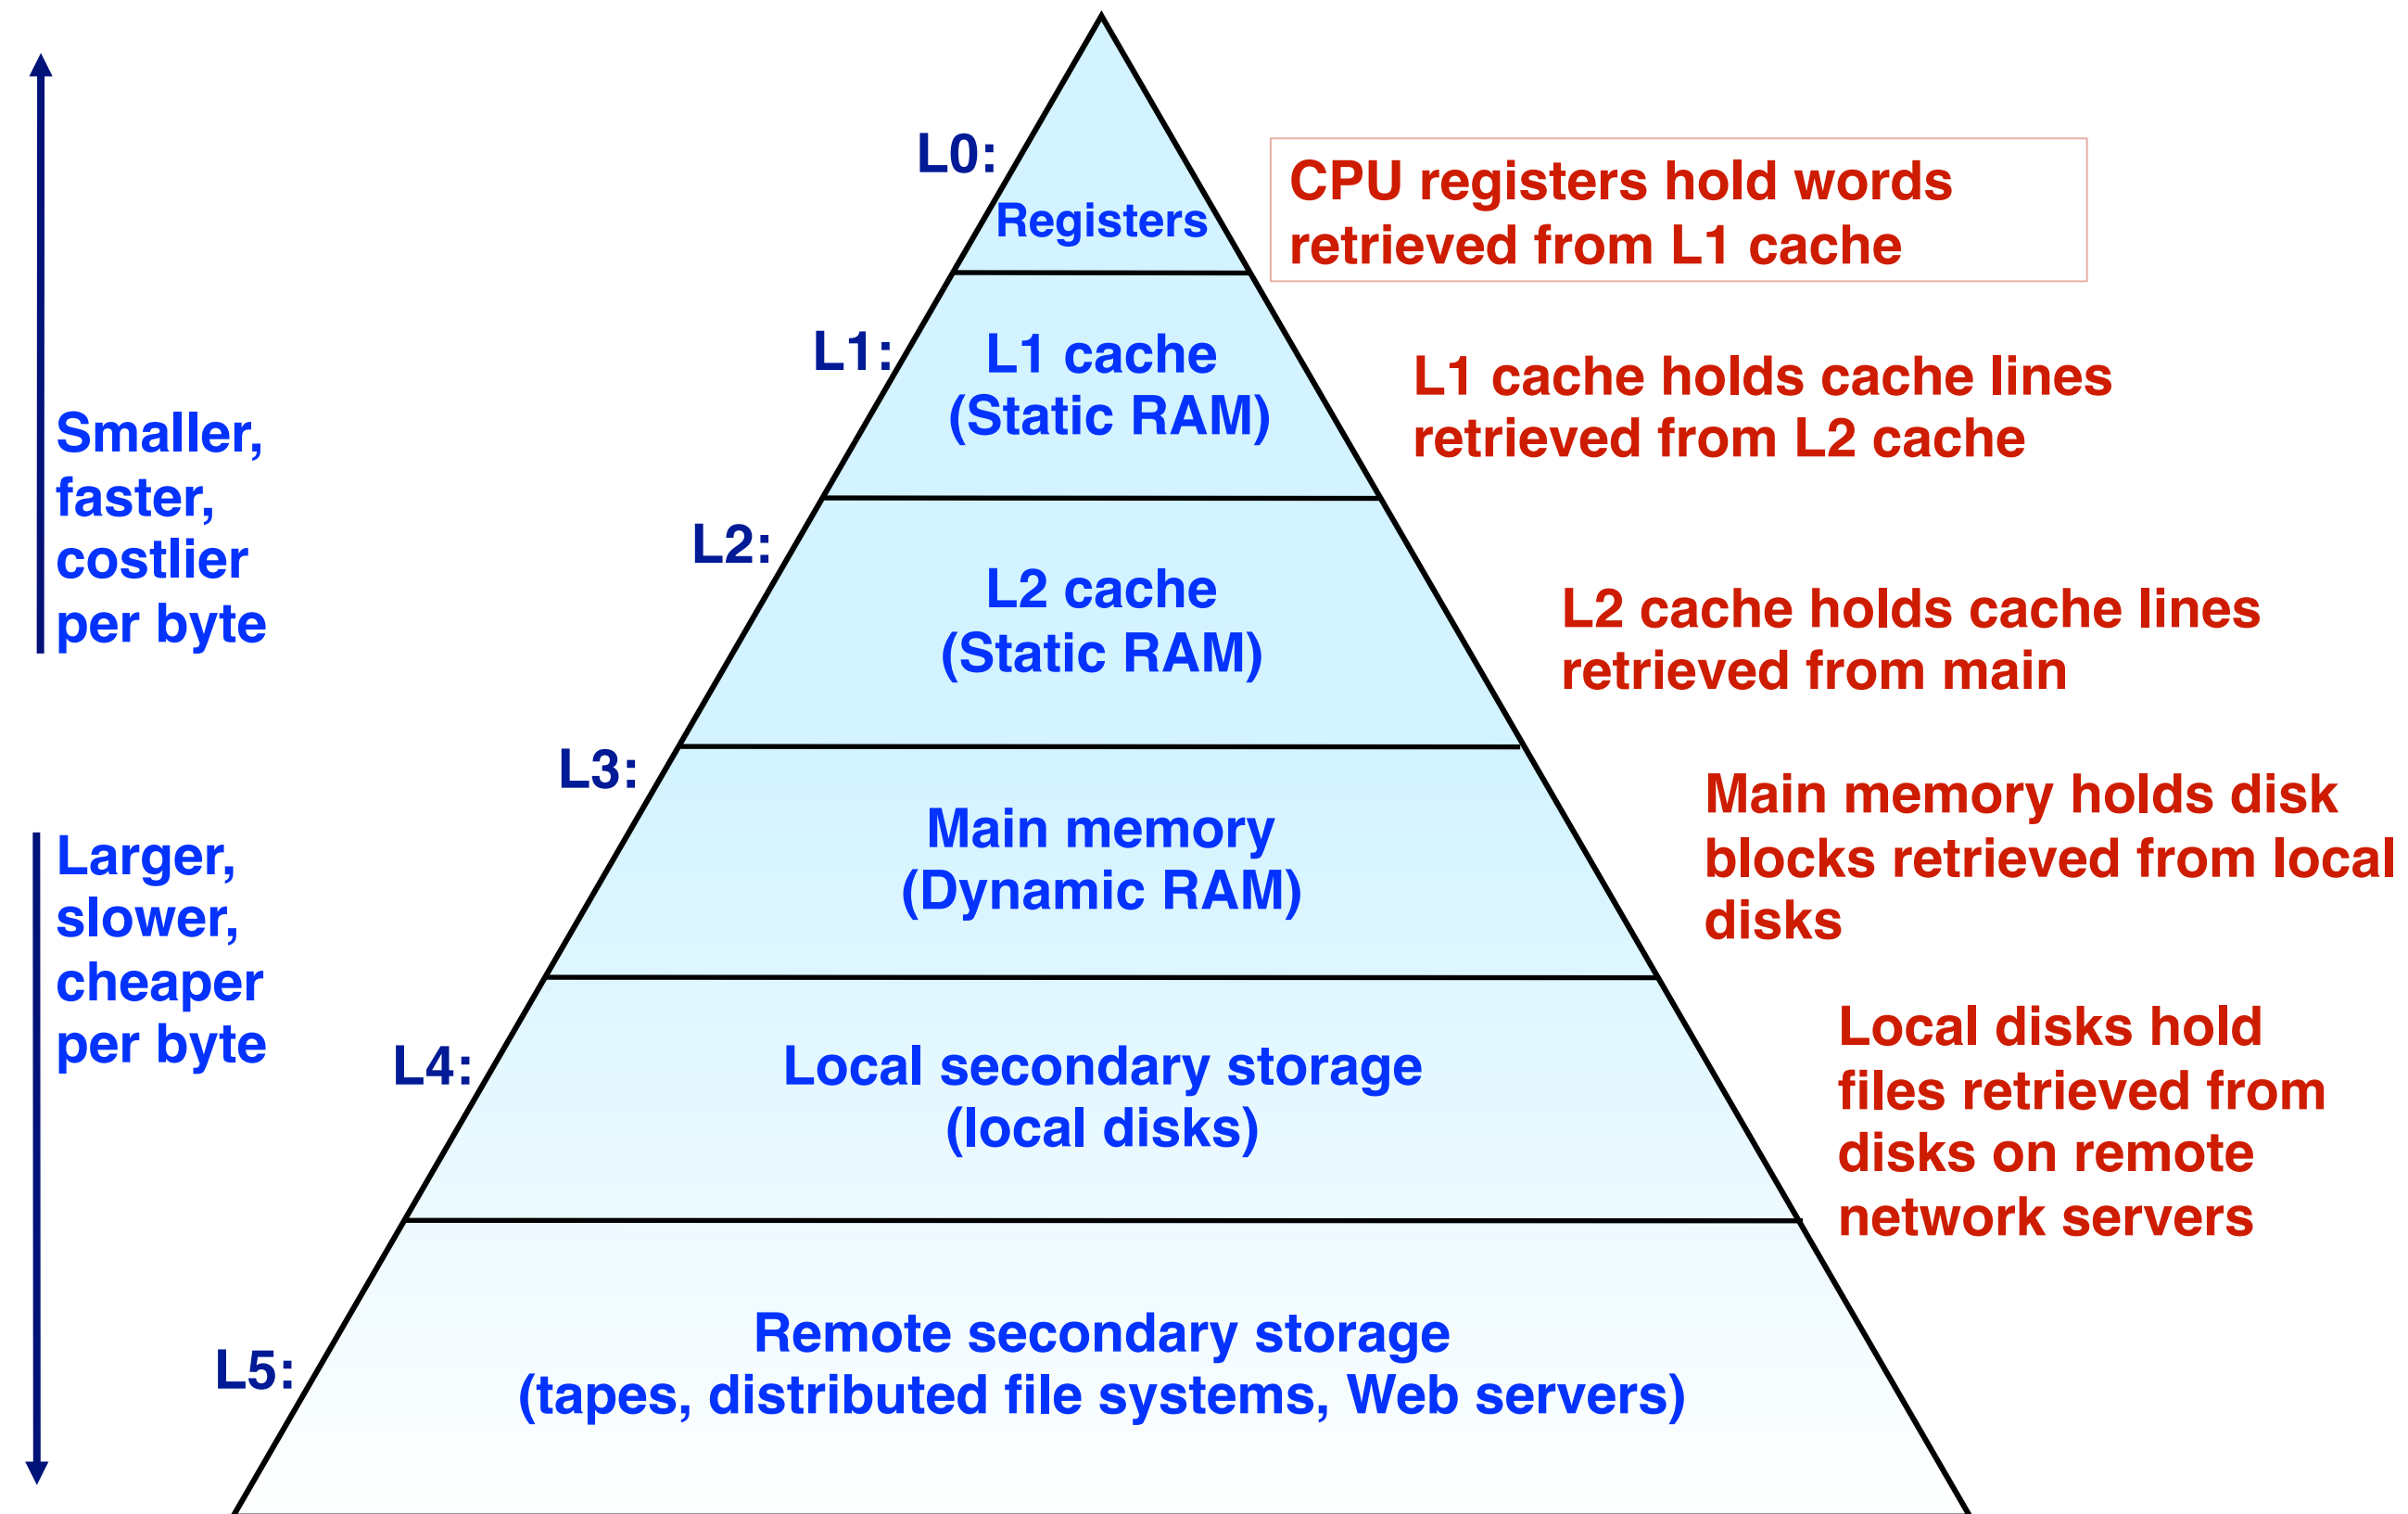 L0:
Registers
CPU registers hold words
retrieved from L1 cache
L1:
L1 cache
(Static RAM)
L1 cache holds cache lines
retrieved from L2 cache
Smaller,
faster,
costlier
per byte
L2:
L2 cache
(Static RAM)
L2 cache holds cache lines
retrieved from main
L3:
Main memory
(Dynamic RAM)
Main memory holds disk
blocks retrieved from local
disks
Larger,
slower,
cheaper
per byte
L4:
Local secondary storage
(local disks)
Local disks hold
files retrieved from
disks on remote
network servers
L5:
Remote secondary storage
(tapes, distributed file systems, Web servers)